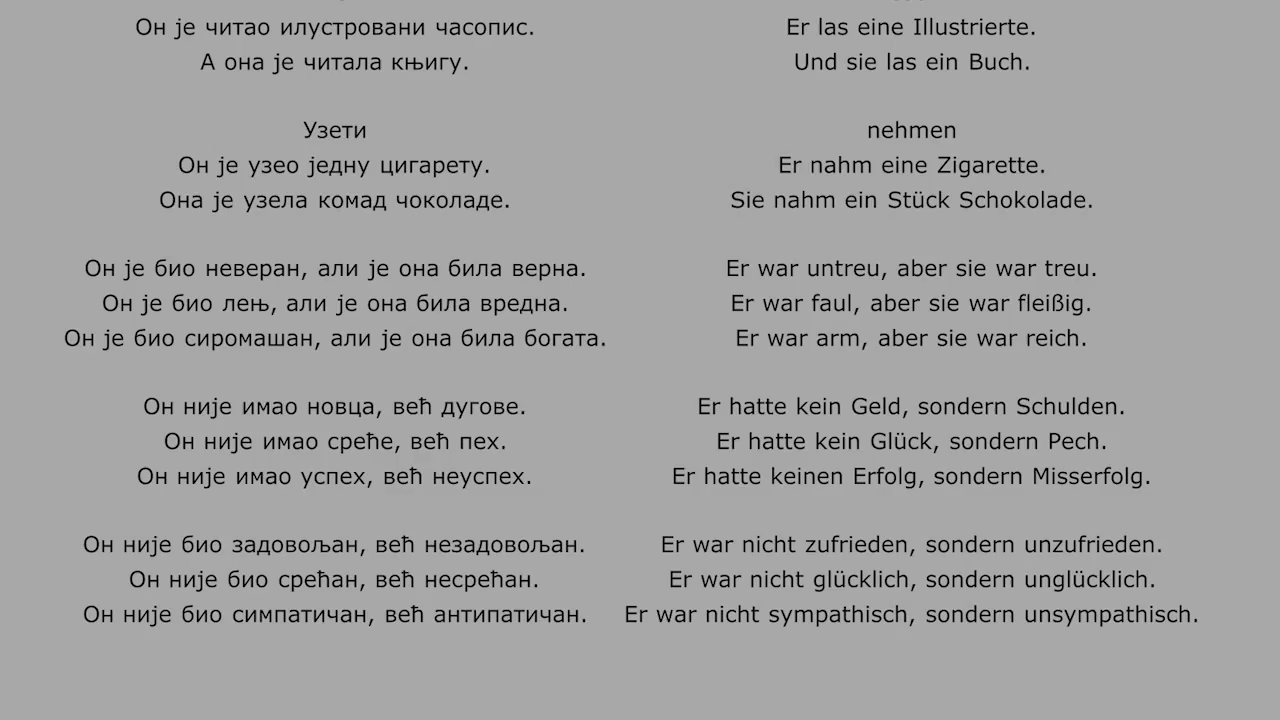 Он је читао илустровани часопис. Er las eine Illustrierte.
А она је читала књигу. Und sie las ein Buch.
Узети nehmen
Он је узео једну цигарету. Er nahm eine Zigarette.
Она је узела комад чоколаде. Sie nahm ein Stück Schokolade.
Он је био неверан, али је она била верна. Er war untreu, aber sie war treu.
Он је био лењ, али је она била вредна. Er war faul, aber sie war fleißig.
Он је био сиромашан, али је она била богата. Er war arm, aber sie war reich.
Он није имао новца, већ дугове. Er hatte kein Geld, sondern Schulden.
Он није имао среће, већ пех. Er hatte kein Glück, sondern Pech.
Он није имао успех, већ неуспех. Er hatte keinen Erfolg, sondern Misserfolg.
Он није био задовољан, већ незадовољан. Er war nicht zufrieden, sondern unzufrieden.
Он није био срећан, већ несрећан. Er war nicht glücklich, sondern unglücklich.
Он није био симпатичан, већ антипатичан. Er war nicht sympathisch, sondern unsympathisch.